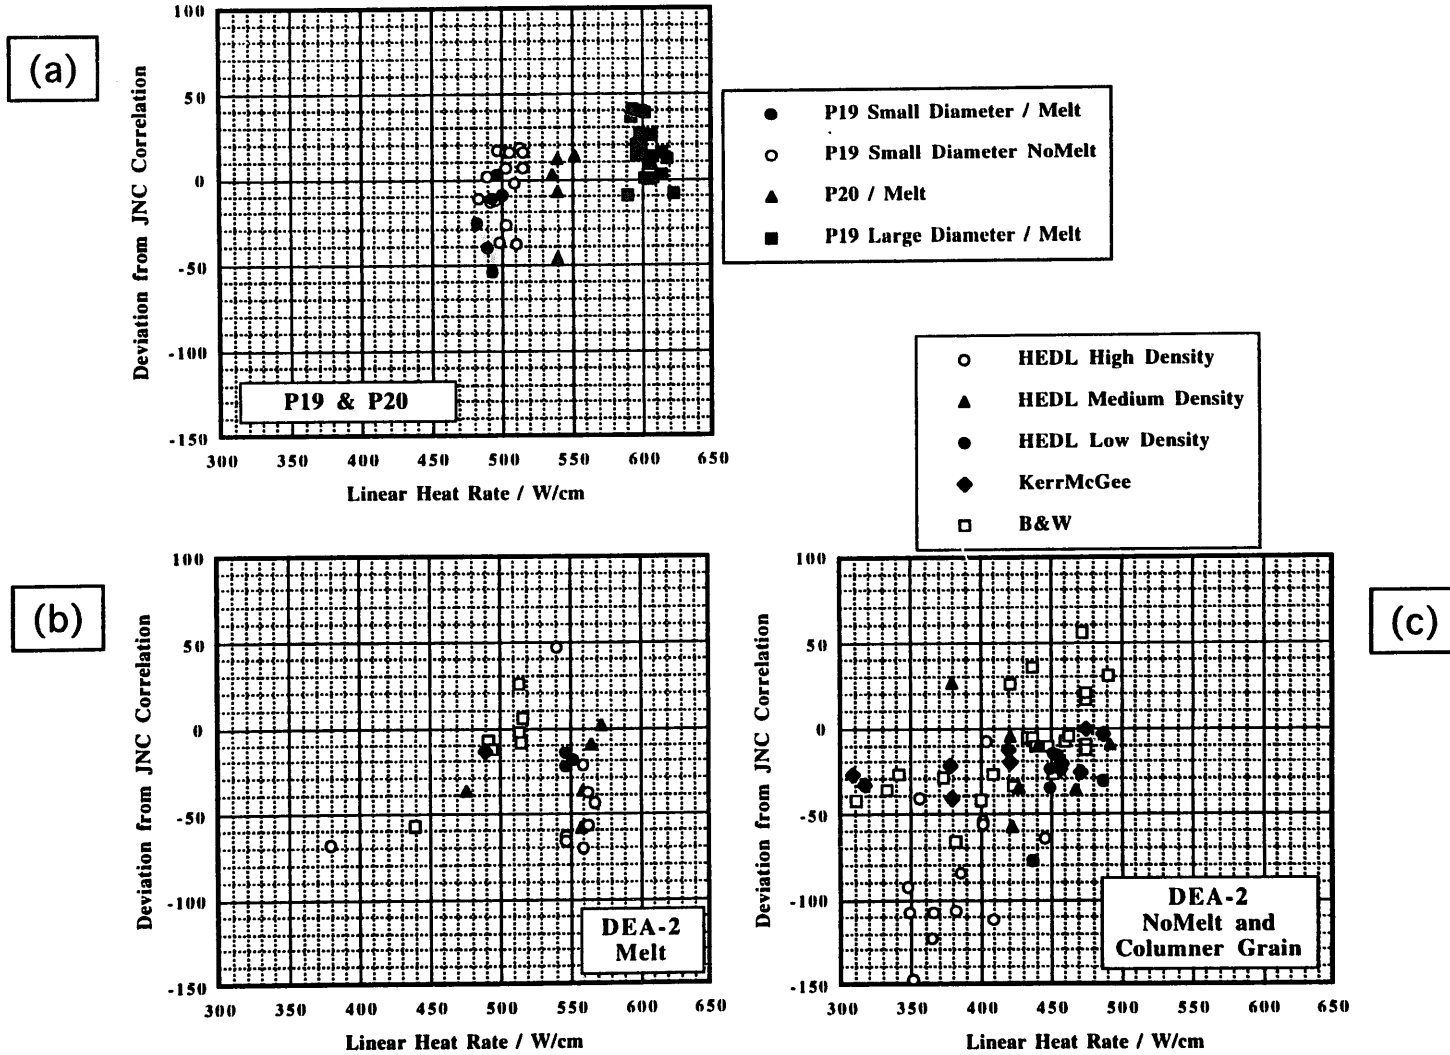 (a)
100
50
0
-50
-100
-150
Deviation from JNC Correlation
P19 & P20
300 350 400 450 500 550 600 650
Linear Heat Rate / W/cm
P19 Small Diameter / Melt
P19 Small Diameter NoMelt
P20 / Melt
P19 Large Diameter / Melt
HEDL High Density
HEDL Medium Density
HEDL Low Density
KerrMcGee
B&W
(b)
100
50
0
-50
-100
-150
Deviation from JNC Correlation
DEA-2
Melt
300 350 400 450 500 550 600 650
Linear Heat Rate / W/cm
(c)
100
50
0
-50
-100
-150
Deviation from JNC Correlation
DEA-2
NoMelt and
Columner Grain
300 350 400 450 500 550 600 650
Linear Heat Rate / W/cm